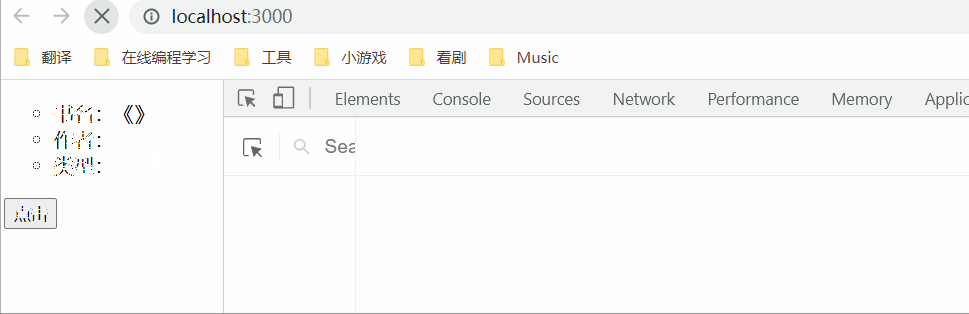 localhost:3000
翻译 在线编程学习 工具 小游戏 看剧 Music
书名：《》
作者：
类型：
点击
Elements Console Sources Network Performance Memory Applic
Sea